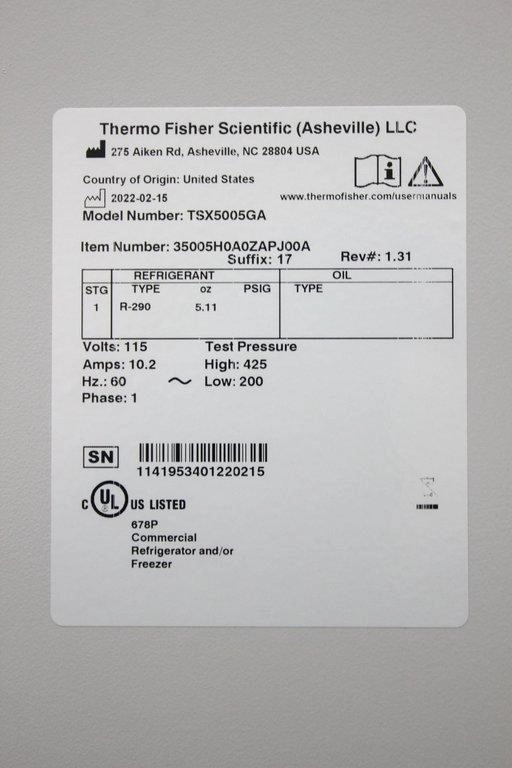 Thermo Fisher Scientific (Asheville) LLC
275 Aiken Rd, Asheville, NC 28804 USA
Country of Origin: United States
2022-02-15
www.thermofisher.com/usermanuals
Model Number: TSX5005GA
Item Number: 35005H0A0ZAPJ00A
Suffix: 17
Rev#: 1.31
REFRIGERANT OIL
STG TYPE oz PSIG TYPE
1 R-290 5.11
Volts: 115 Test Pressure
Amps: 10.2 High: 425
Hz.: 60 ~ Low: 200
Phase: 1
SN
1141953401220215
C UL US LISTED
678P
Commercial
Refrigerator and/or
Freezer